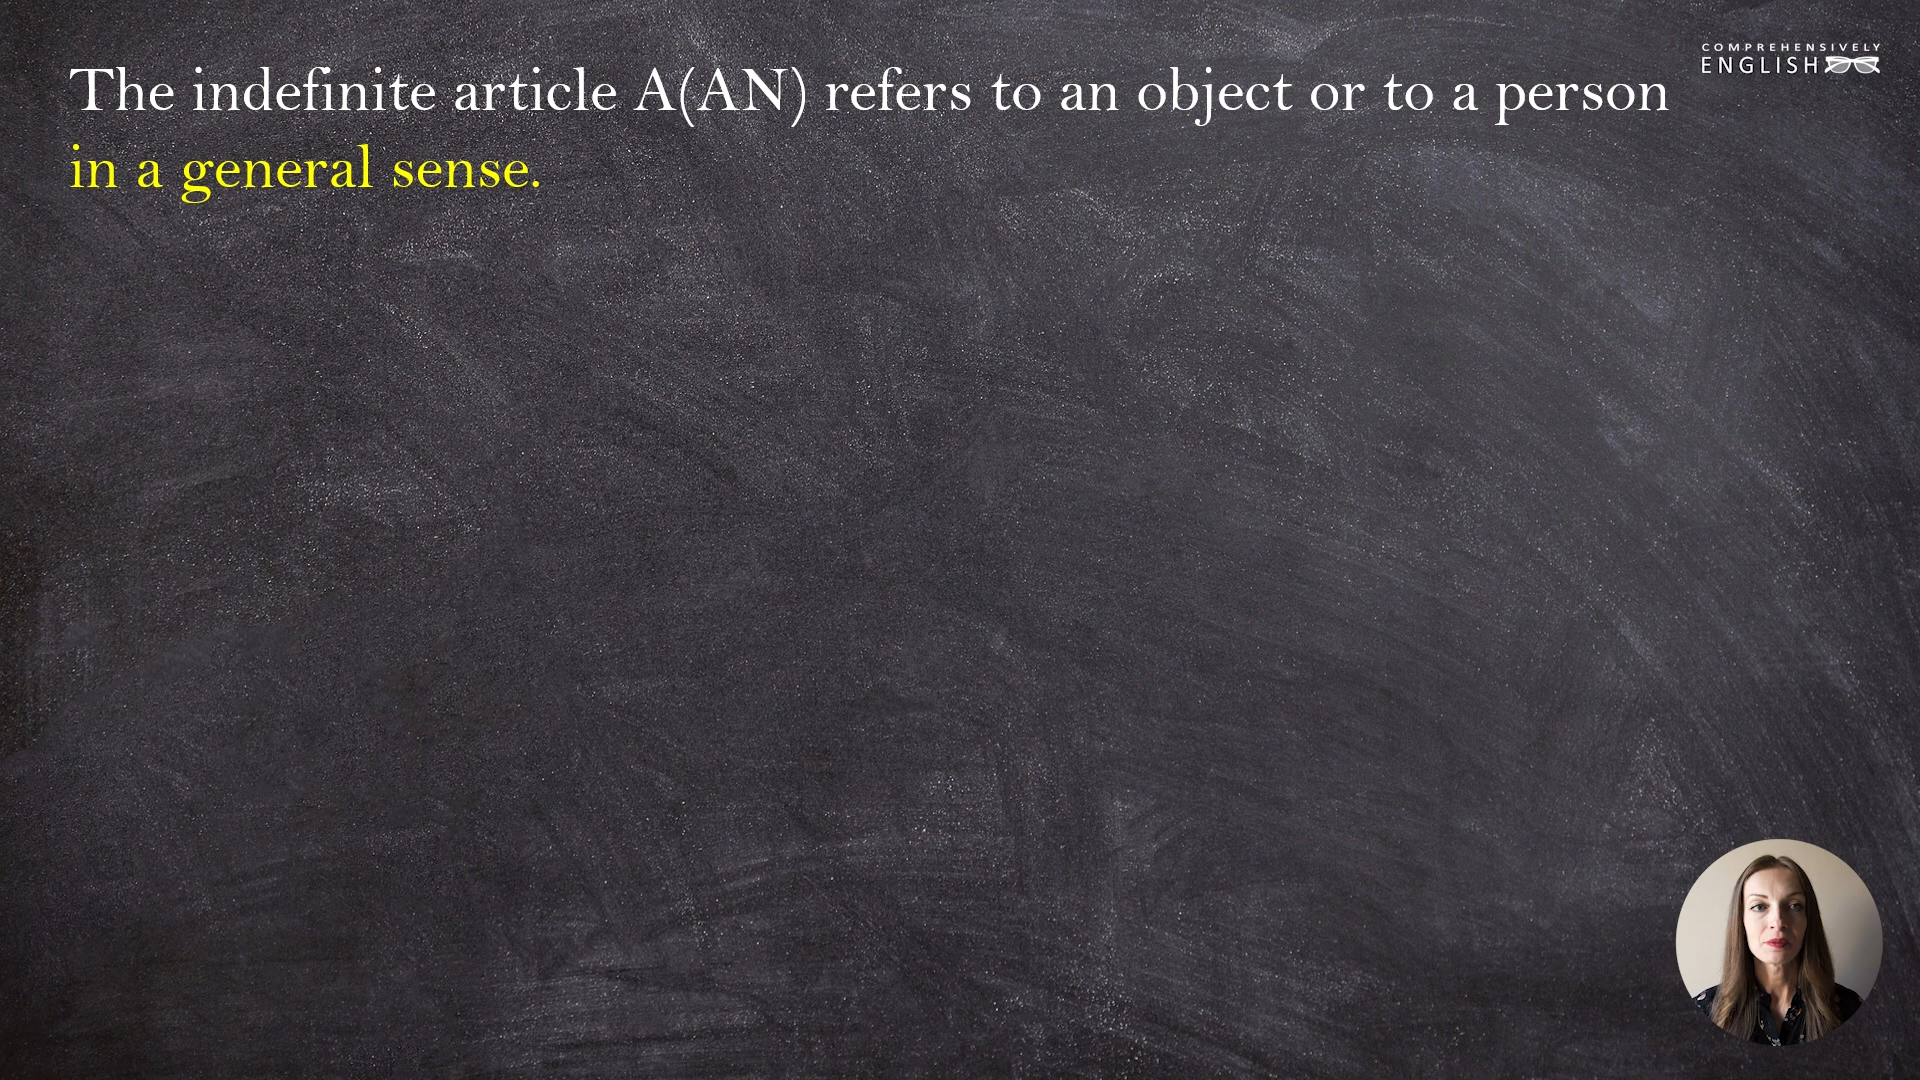 The indefinite article A(AN) refers to an object or to a person
in a general sense.
COMPREHENSIVELY
ENGLISH